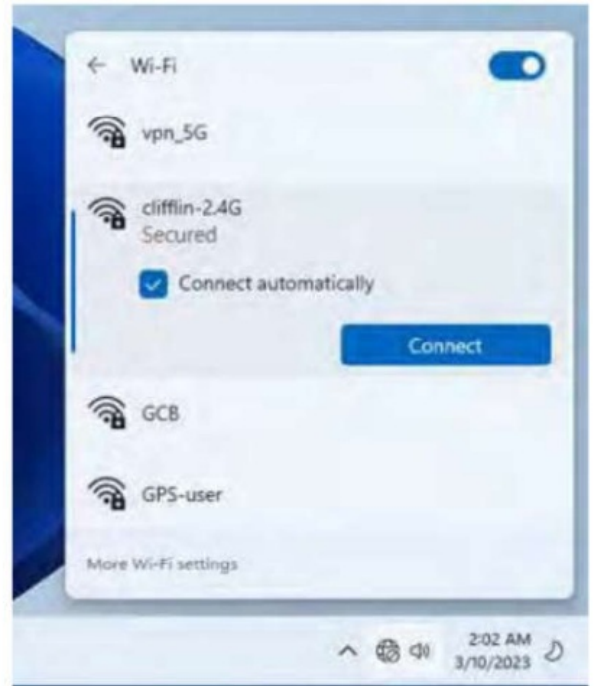 Wi-Fi
vpn_5G
clifflin-2.4G
Secured
Connect automatically
Connect
GCB
GPS-user
More Wi-Fi settings
2:02 AM
3/10/2023